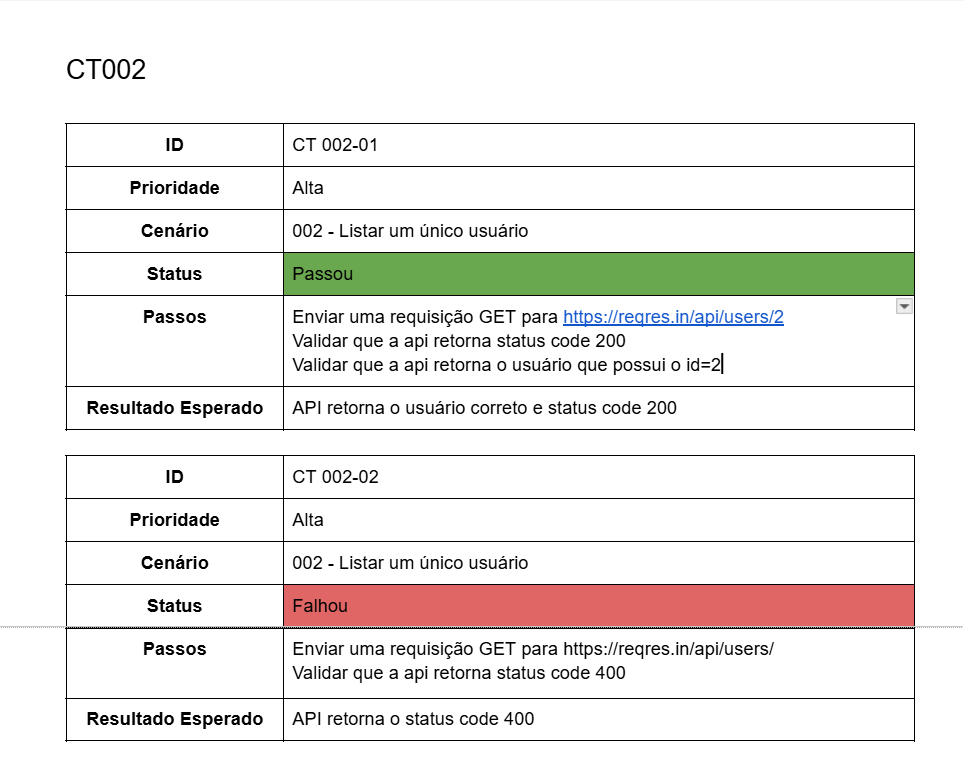 CT002
ID CT 002-01
Prioridade Alta
Cenário 002 - Listar um único usuário
Status Passou
Passos Enviar uma requisição GET para https://reqres.in/api/users/2
Validar que a api retorna status code 200
Validar que a api retorna o usuário que possui o id=2
Resultado Esperado API retorna o usuário correto e status code 200
ID CT 002-02
Prioridade Alta
Cenário 002 - Listar um único usuário
Status Falhou
Passos Enviar uma requisição GET para https://reqres.in/api/users/
Validar que a api retorna status code 400
Resultado Esperado API retorna o status code 400